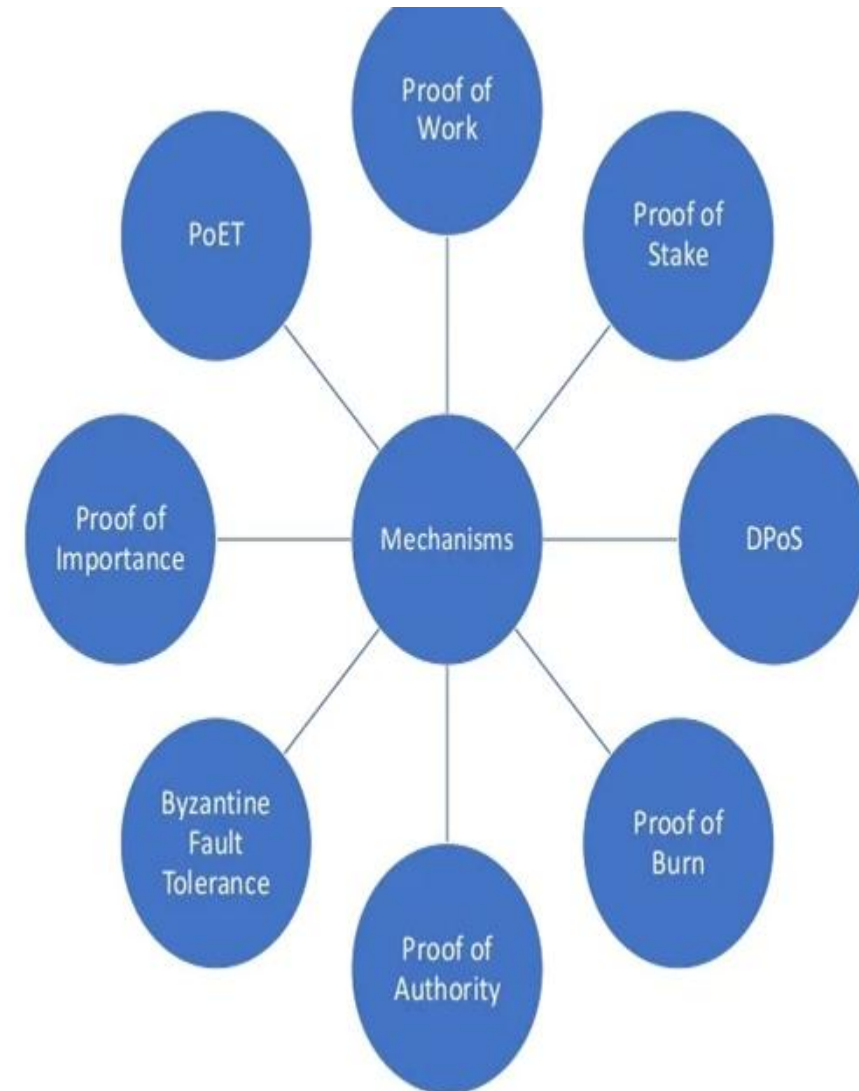 Proof of
Work
PoET
Proof of
Stake
Proof of
Importance
Mechanisms
DPoS
Byzantine
Fault
Tolerance
Proof of
Burn
Proof of
Authority